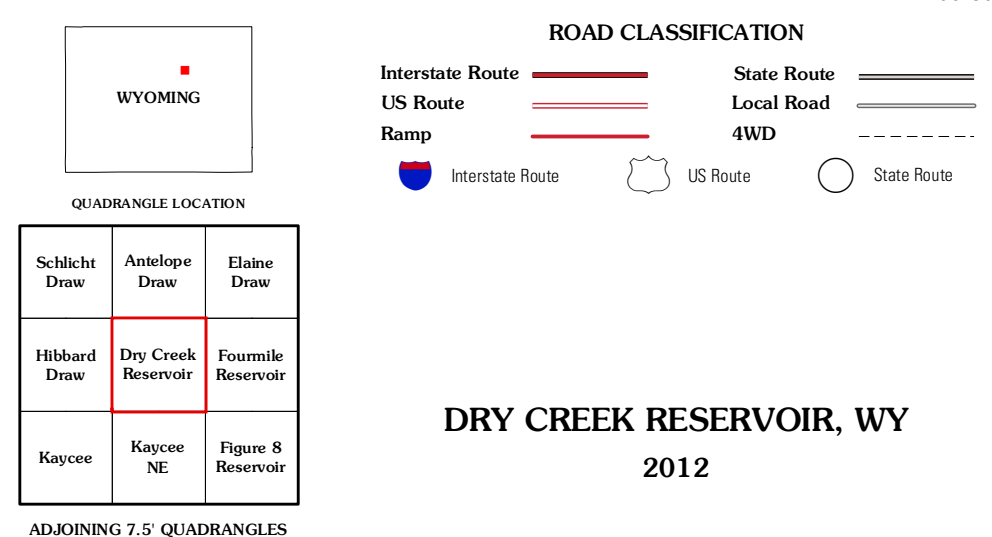 WYOMING
QUADRANGLE LOCATION
ROAD CLASSIFICATION
Interstate Route
State Route
US Route
Local Road
Ramp
4WD
Interstate Route
US Route
State Route
Schlicht
Draw
Antelope
Draw
Elaine
Draw
Hibbard
Draw
Dry Creek
Reservoir
Fourmile
Reservoir
Kaycee
Kaycee
NE
Figure 8
Reservoir
ADJOINING 7.5' QUADRANGLES
DRY CREEK RESERVOIR, WY
2012